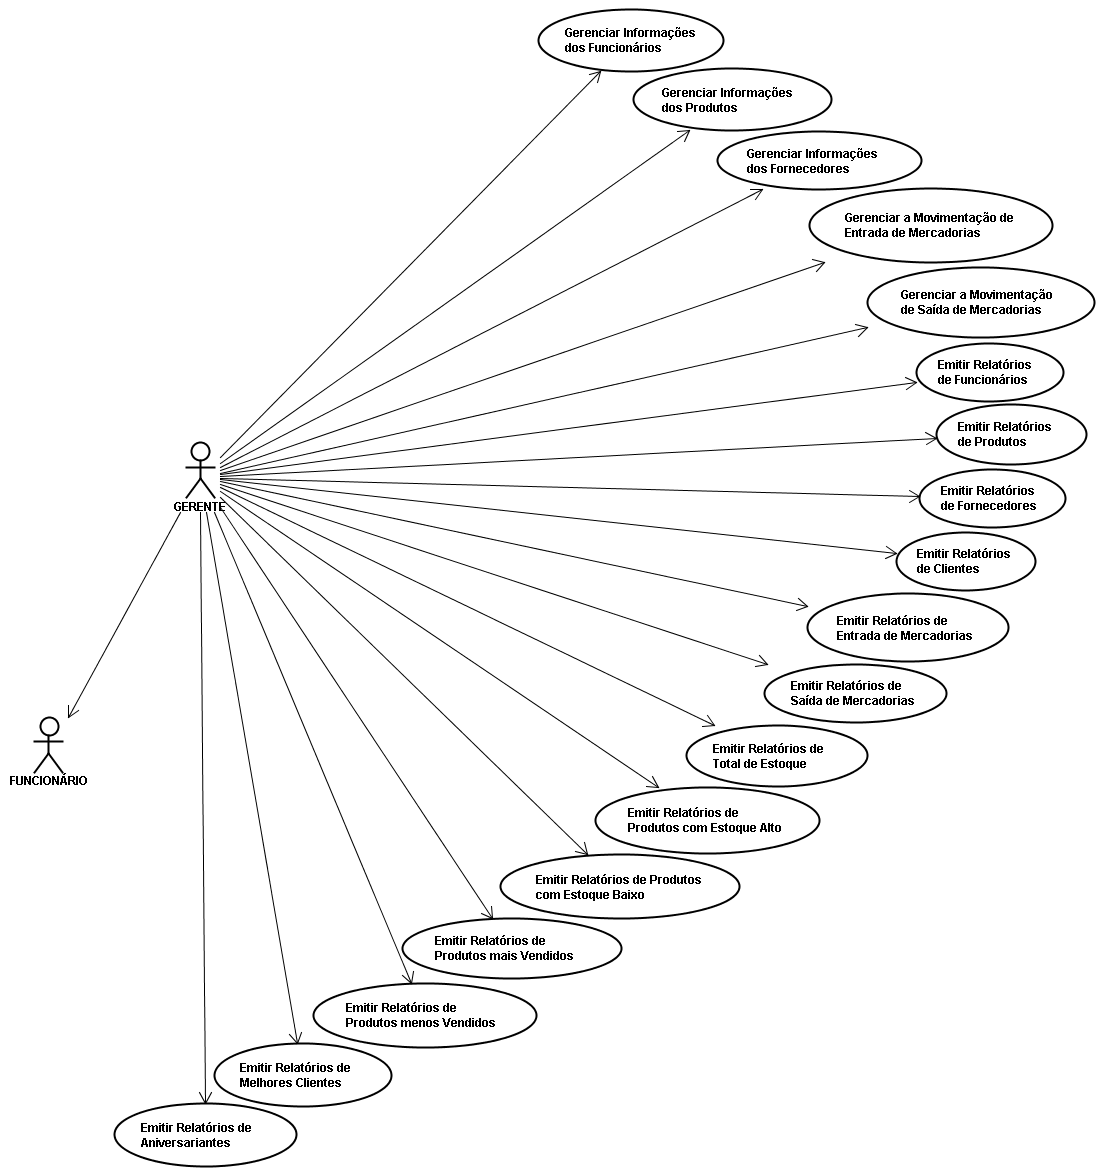 Gerenciar Informações
dos Funcionários
Gerenciar Informações
dos Produtos
Gerenciar Informações
dos Fornecedores
Gerenciar a Movimentação de
Entrada de Mercadorias
Gerenciar a Movimentação
de Saída de Mercadorias
Emitir Relatórios
de Funcionários
Emitir Relatórios
de Produtos
GERENTE
Emitir Relatórios
de Fornecedores
Emitir Relatórios
de Clientes
Emitir Relatórios de
Entrada de Mercadorias
Emitir Relatórios de
Saída de Mercadorias
Emitir Relatórios de
Total de Estoque
FUNCIONÁRIO
Emitir Relatórios de
Produtos com Estoque Alto
Emitir Relatórios de Produtos
com Estoque Baixo
Emitir Relatórios de
Produtos mais Vendidos
Emitir Relatórios de
Produtos menos Vendidos
Emitir Relatórios de
Melhores Clientes
Emitir Relatórios de
Aniversariantes